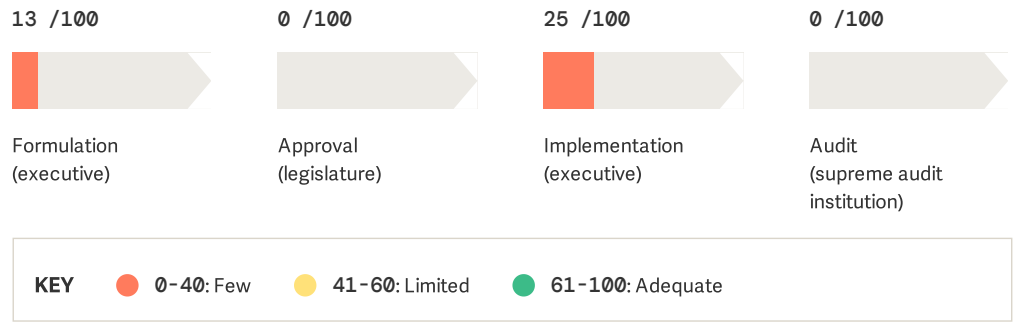 13 /100
0 /100
25 /100
0 /100
Formulation
(executive)
Approval
(legislature)
Implementation
(executive)
Audit
(supreme audit
institution)
KEY
0-40: Few
41-60: Limited
61-100: Adequate